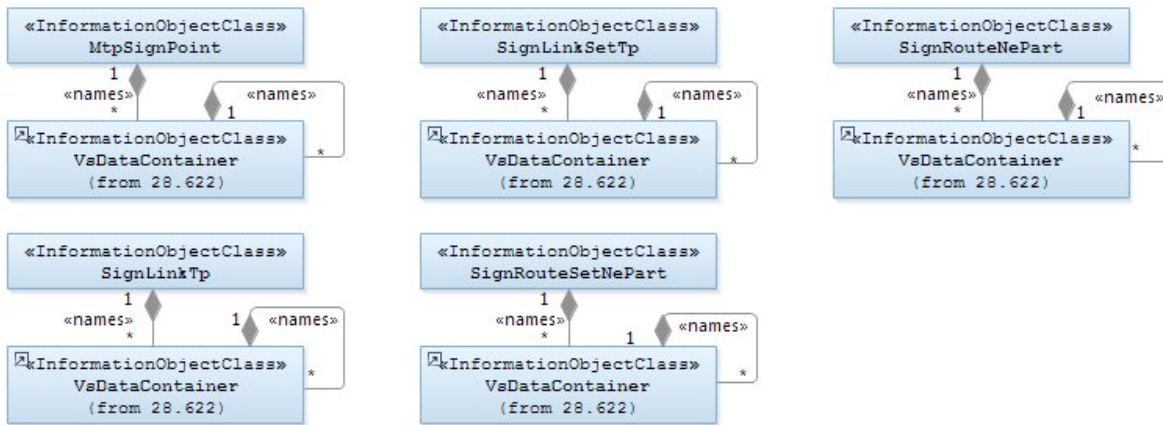 «InformationObjectClass»
MtpSignPoint
1
«names»
*
«names»
1
«InformationObjectClass»
VsDataContainer
(from 28.622)
*
«InformationObjectClass»
SignLinkSetTp
1
«names»
*
«names»
1
«InformationObjectClass»
VsDataContainer
(from 28.622)
*
«InformationObjectClass»
SignRouteNePart
1
«names»
*
«names»
1
«InformationObjectClass»
VsDataContainer
(from 28.622)
*
«InformationObjectClass»
SignLinkTp
1
«names»
*
1 «names»
«InformationObjectClass»
VsDataContainer
(from 28.622)
*
«InformationObjectClass»
SignRouteSetNePart
1
«names»
*
«names»
1
«InformationObjectClass»
VsDataContainer
(from 28.622)
*